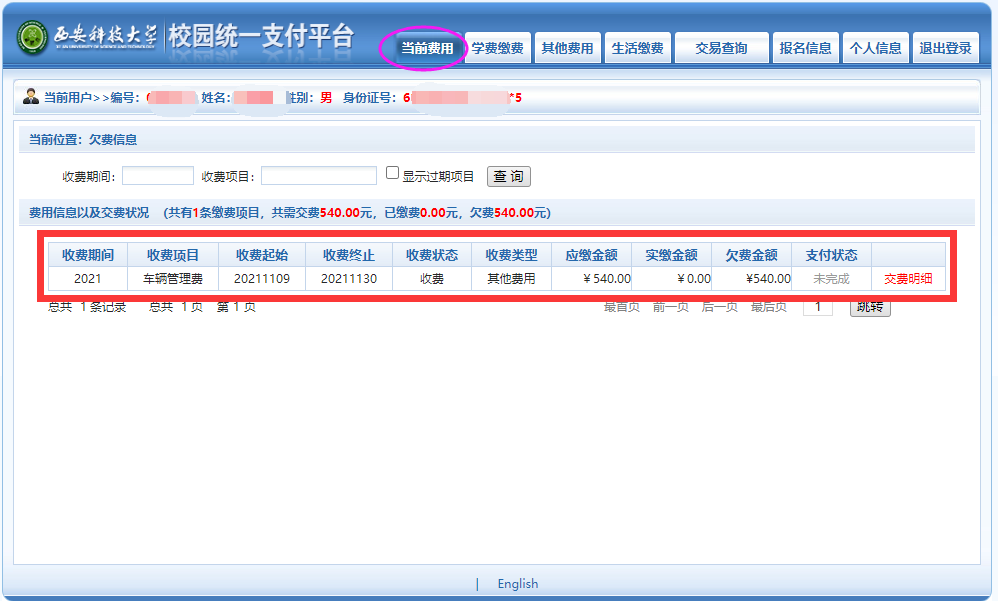 西安科技大学 校园统一支付平台
XI'AN UNIVERSITY OF SCIENCE AND TECHNOLOGY
当前费用 学费缴费 其他费用 生活缴费 交易查询 报名信息 个人信息 退出登录
当前用户>>编号: 姓名: 性别: 男 身份证号: 6 *5
当前位置: 欠费信息
收费期间: 收费项目: 显示过期项目 查 询
费用信息以及交费状况 (共有1条缴费项目，共需交费540.00元，已缴费0.00元，欠费540.00元)
收费期间 收费项目 收费起始 收费终止 收费状态 收费类型 应缴金额 实缴金额 欠费金额 支付状态
2021 车辆管理费 20211109 20211130 收费 其他费用 ￥540.00 ￥0.00 ¥540.00 未完成 交费明细
总共 1 条记录 总共 1 页 第 1 页 最首页 前一页 后一页 最后页 1 跳转
| English